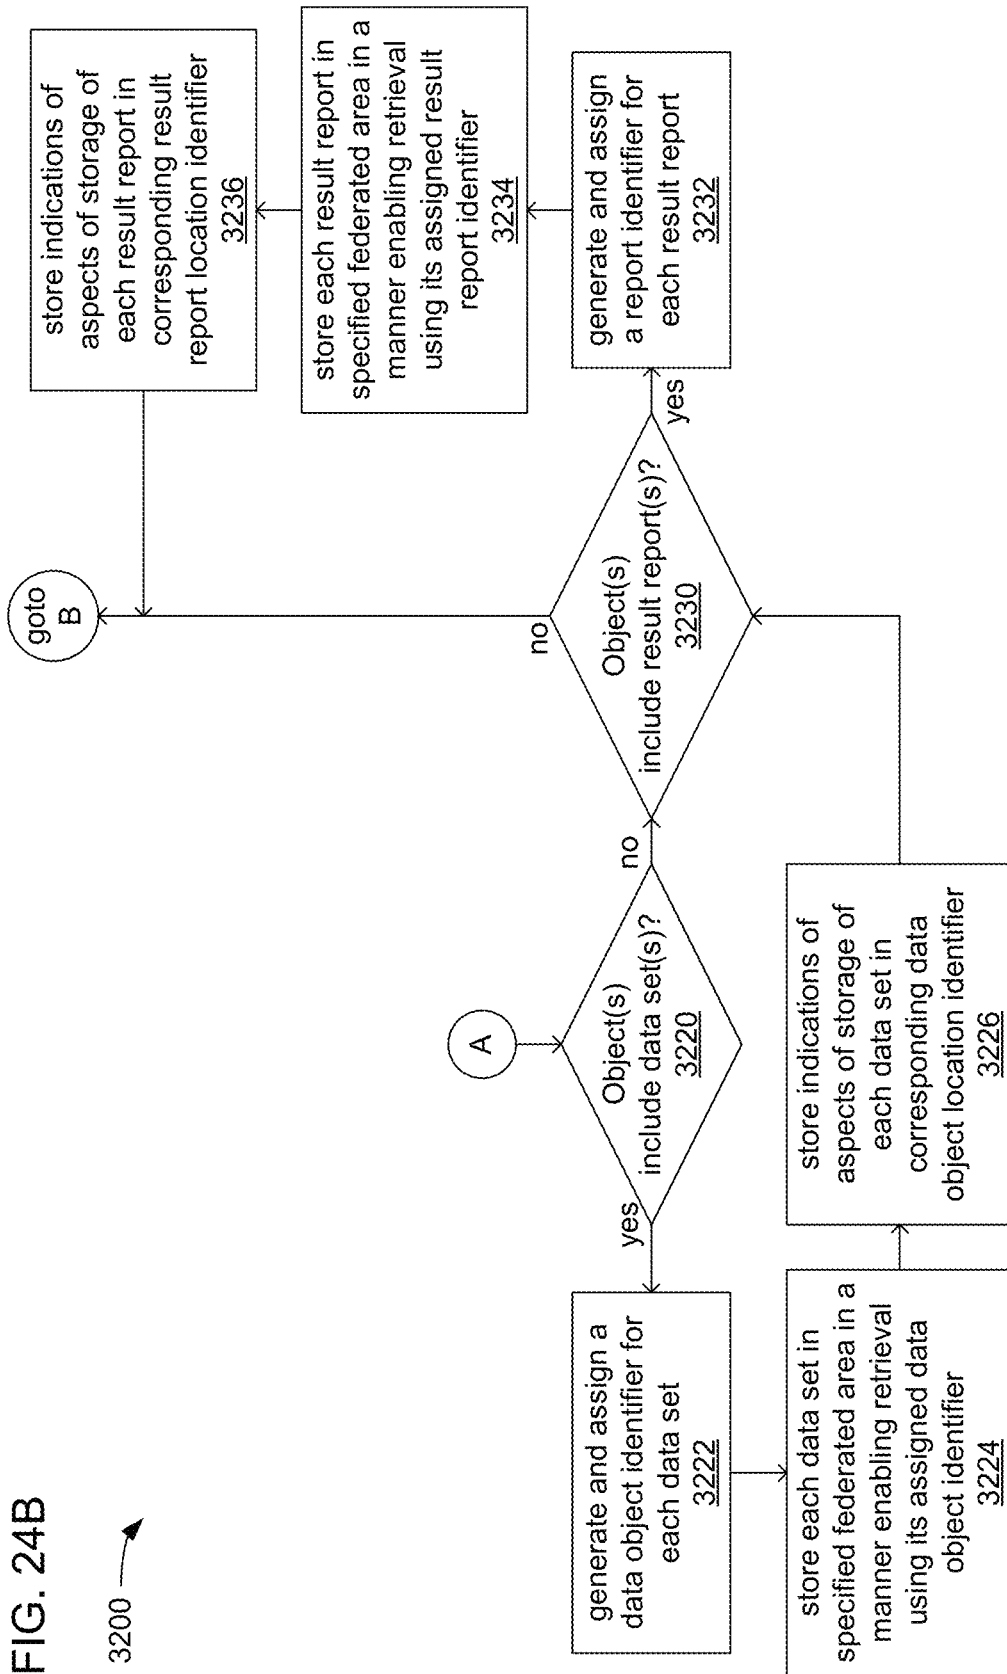 FIG. 24B
3200
A
Object(s)
include data set(s)?
3220
yes
no
generate and assign a
data object identifier for
each data set
3222
store each data set in
specified federated area in a
manner enabling retrieval
using its assigned data
object identifier
3224
store indications of
aspects of storage of
each data set in
corresponding data
object location identifier
3226
Object(s)
include result report(s)?
3230
no
yes
generate and assign
a report identifier for
each result report
3232
store each result report in
specified federated area in a
manner enabling retrieval
using its assigned result
report identifier
3234
store indications of
aspects of storage of
each result report in
corresponding result
report location identifier
3236
goto
B